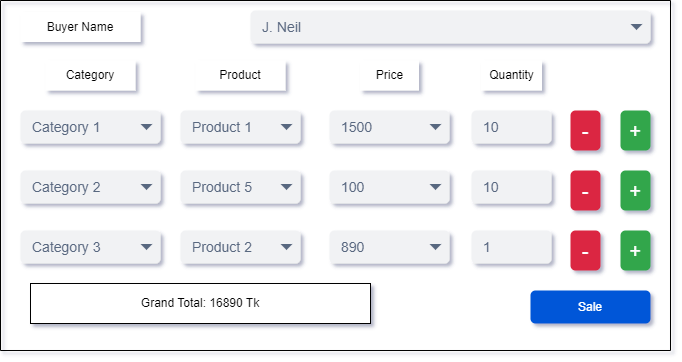 Buyer Name J. Neil
Category Product Price Quantity
Category 1 Product 1 1500 10 - +
Category 2 Product 5 100 10 - +
Category 3 Product 2 890 1 - +
Grand Total: 16890 Tk Sale